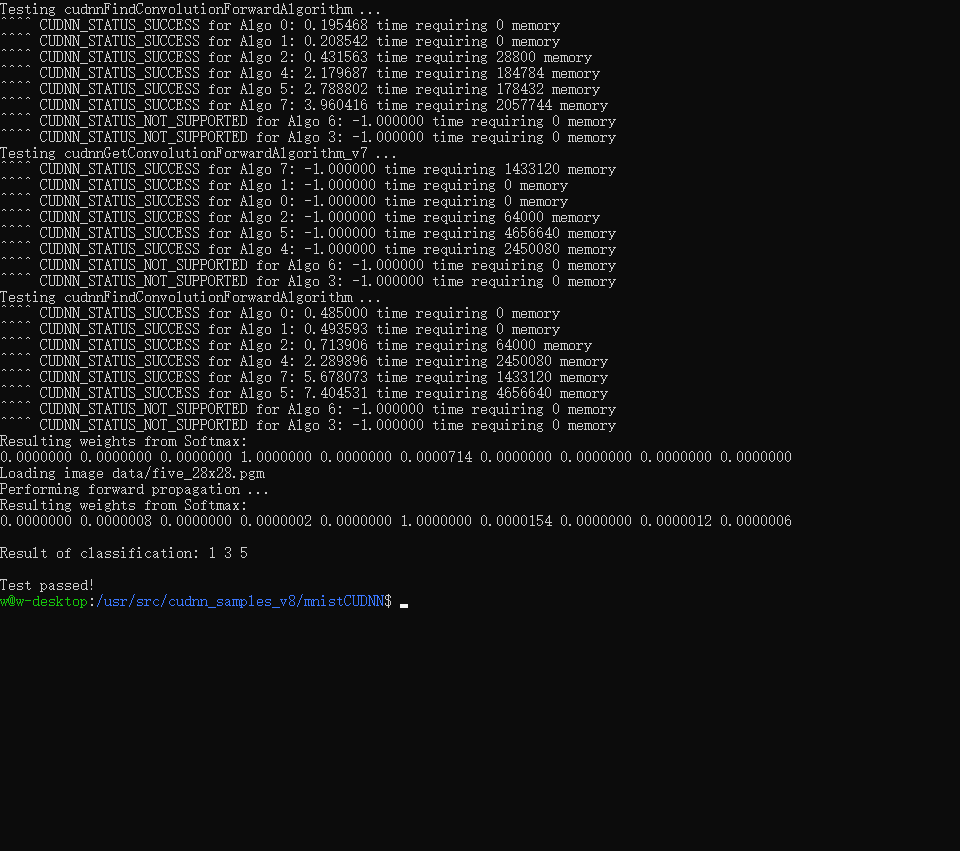 Testing cudnnFindConvolutionForwardAlgorithm ...
^^^^ CUDNN_STATUS_SUCCESS for Algo 0: 0.195468 time requiring 0 memory
^^^^ CUDNN_STATUS_SUCCESS for Algo 1: 0.208542 time requiring 0 memory
^^^^ CUDNN_STATUS_SUCCESS for Algo 2: 0.431563 time requiring 28800 memory
^^^^ CUDNN_STATUS_SUCCESS for Algo 4: 2.179687 time requiring 184784 memory
^^^^ CUDNN_STATUS_SUCCESS for Algo 5: 2.788802 time requiring 178432 memory
^^^^ CUDNN_STATUS_SUCCESS for Algo 7: 3.960416 time requiring 2057744 memory
^^^^ CUDNN_STATUS_NOT_SUPPORTED for Algo 6: -1.000000 time requiring 0 memory
^^^^ CUDNN_STATUS_NOT_SUPPORTED for Algo 3: -1.000000 time requiring 0 memory
Testing cudnnGetConvolutionForwardAlgorithm_v7 ...
^^^^ CUDNN_STATUS_SUCCESS for Algo 7: -1.000000 time requiring 1433120 memory
^^^^ CUDNN_STATUS_SUCCESS for Algo 1: -1.000000 time requiring 0 memory
^^^^ CUDNN_STATUS_SUCCESS for Algo 0: -1.000000 time requiring 0 memory
^^^^ CUDNN_STATUS_SUCCESS for Algo 2: -1.000000 time requiring 64000 memory
^^^^ CUDNN_STATUS_SUCCESS for Algo 5: -1.000000 time requiring 4656640 memory
^^^^ CUDNN_STATUS_SUCCESS for Algo 4: -1.000000 time requiring 2450080 memory
^^^^ CUDNN_STATUS_NOT_SUPPORTED for Algo 6: -1.000000 time requiring 0 memory
^^^^ CUDNN_STATUS_NOT_SUPPORTED for Algo 3: -1.000000 time requiring 0 memory
Testing cudnnFindConvolutionForwardAlgorithm ...
^^^^ CUDNN_STATUS_SUCCESS for Algo 0: 0.485000 time requiring 0 memory
^^^^ CUDNN_STATUS_SUCCESS for Algo 1: 0.493593 time requiring 0 memory
^^^^ CUDNN_STATUS_SUCCESS for Algo 2: 0.713906 time requiring 64000 memory
^^^^ CUDNN_STATUS_SUCCESS for Algo 4: 2.289896 time requiring 2450080 memory
^^^^ CUDNN_STATUS_SUCCESS for Algo 7: 5.678073 time requiring 1433120 memory
^^^^ CUDNN_STATUS_SUCCESS for Algo 5: 7.404531 time requiring 4656640 memory
^^^^ CUDNN_STATUS_NOT_SUPPORTED for Algo 6: -1.000000 time requiring 0 memory
^^^^ CUDNN_STATUS_NOT_SUPPORTED for Algo 3: -1.000000 time requiring 0 memory
Resulting weights from Softmax:
0.0000000 0.0000000 0.0000000 1.0000000 0.0000000 0.0000714 0.0000000 0.0000000 0.0000000 0.0000000
Loading image data/five_28x28.pgm
Performing forward propagation ...
Resulting weights from Softmax:
0.0000000 0.0000008 0.0000000 0.0000002 0.0000000 1.0000000 0.0000154 0.0000000 0.0000012 0.0000006
Result of classification: 1 3 5
Test passed!
w@w-desktop:/usr/src/cudnn_samples_v8/mnistCUDNN$